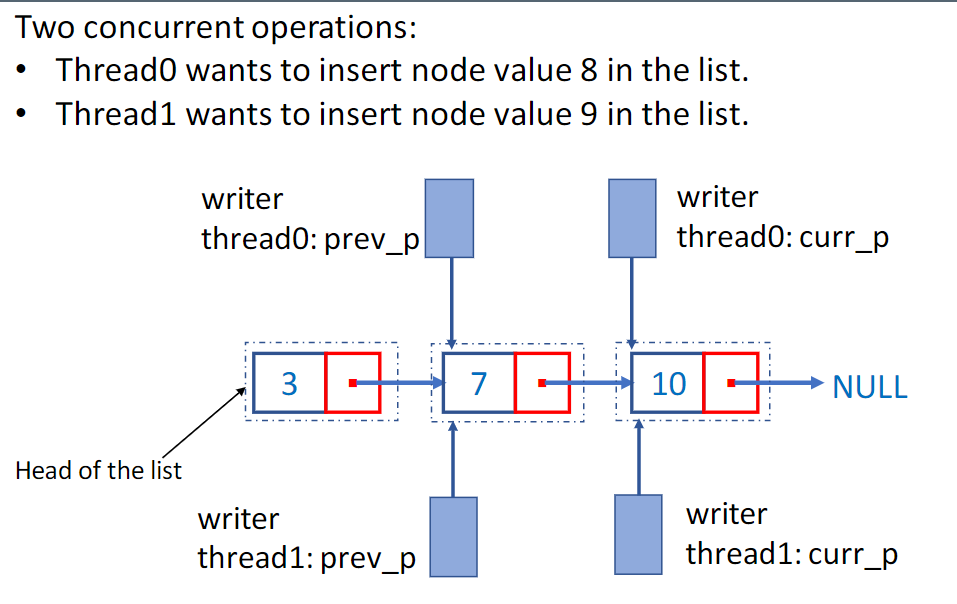 Two concurrent operations:
• Thread0 wants to insert node value 8 in the list.
• Thread1 wants to insert node value 9 in the list.
writer
thread0: prev_p
writer
thread0: curr_p
3
7
10
NULL
Head of the list
writer
thread1: prev_p
writer
thread1: curr_p